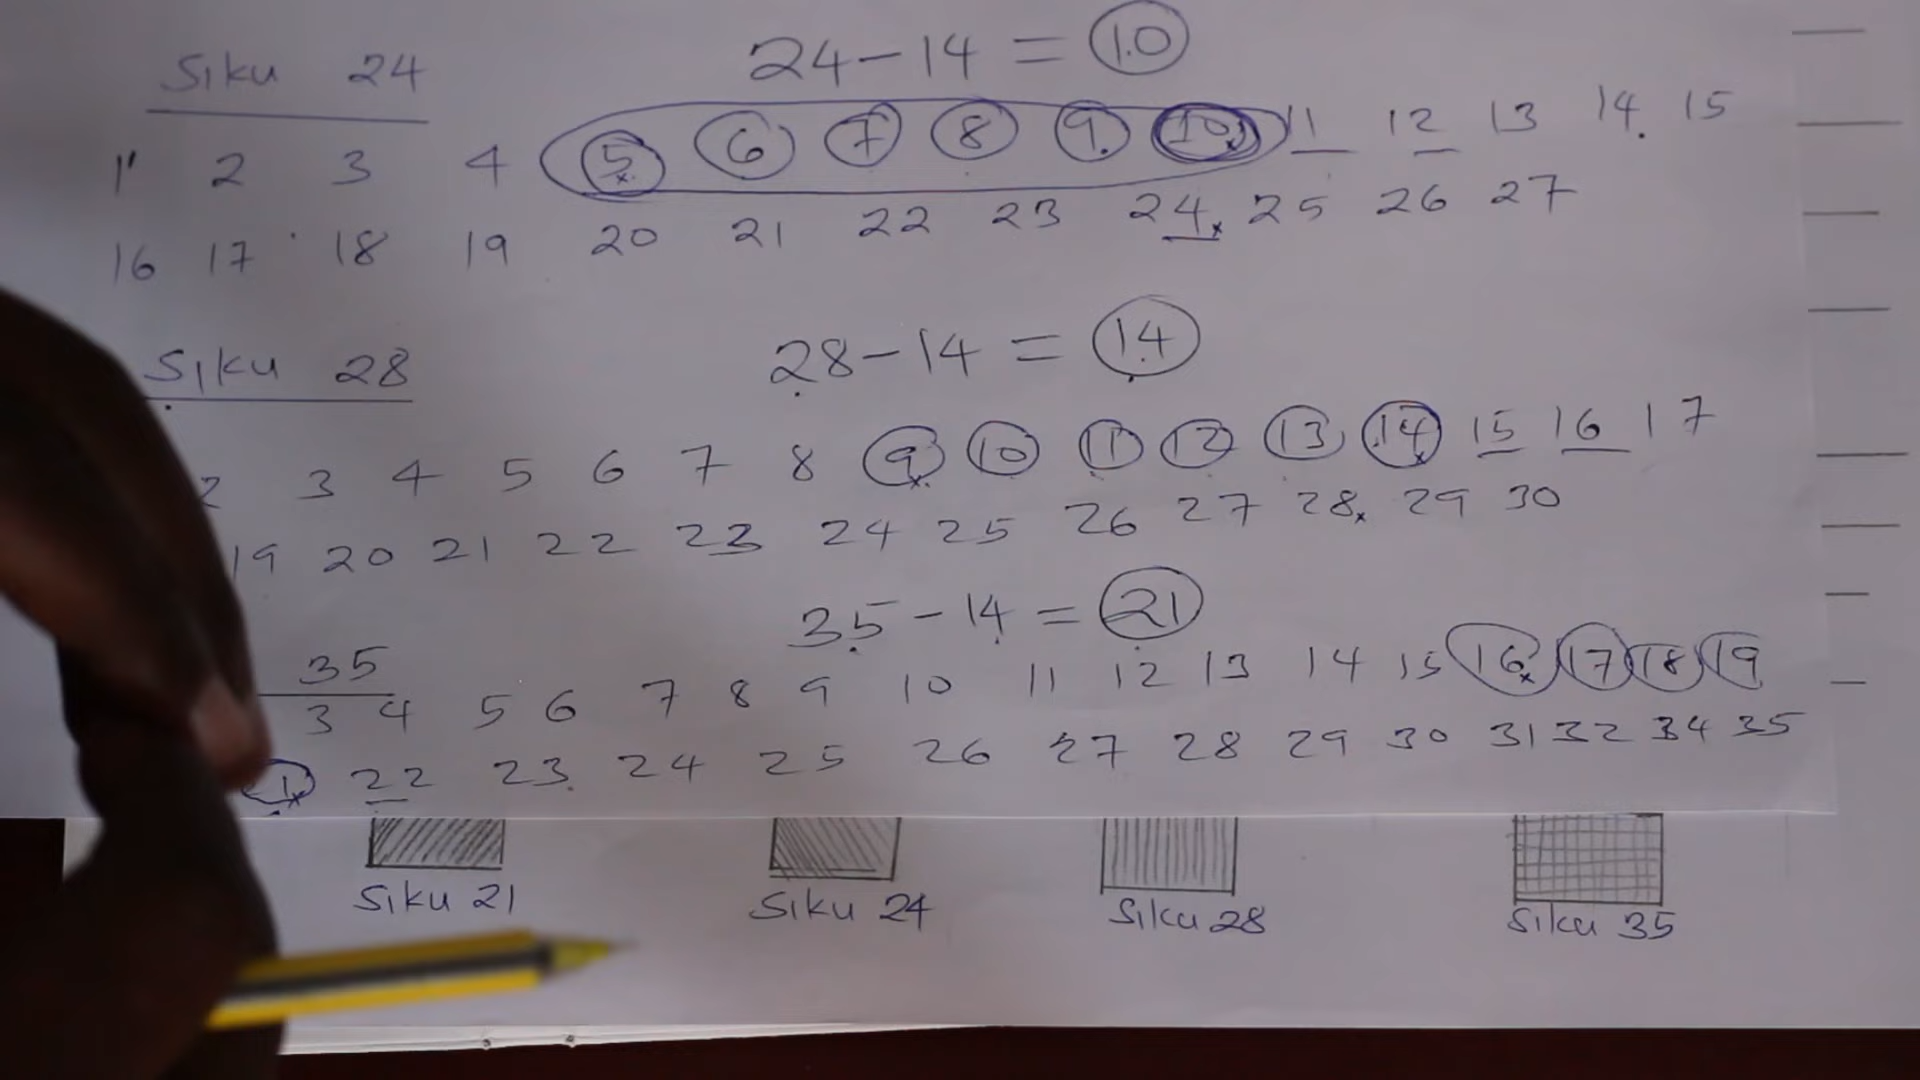 Siku 24
24-14 = 10
1 2 3 4 5 6 7 8 9 10 11 12 13 14 15
16 17 18 19 20 21 22 23 24 25 26 27
Siku 28
28-14 = 14
2 3 4 5 6 7 8 9 10 11 12 13 14 15 16 17
19 20 21 22 23 24 25 26 27 28 29 30
35-14 = 21
35
3 4 5 6 7 8 9 10 11 12 13 14 15 16 17 18 19
22 23 24 25 26 27 28 29 30 31 32 34 35
Siku 21 Siku 24 Siku 28 Siku 35